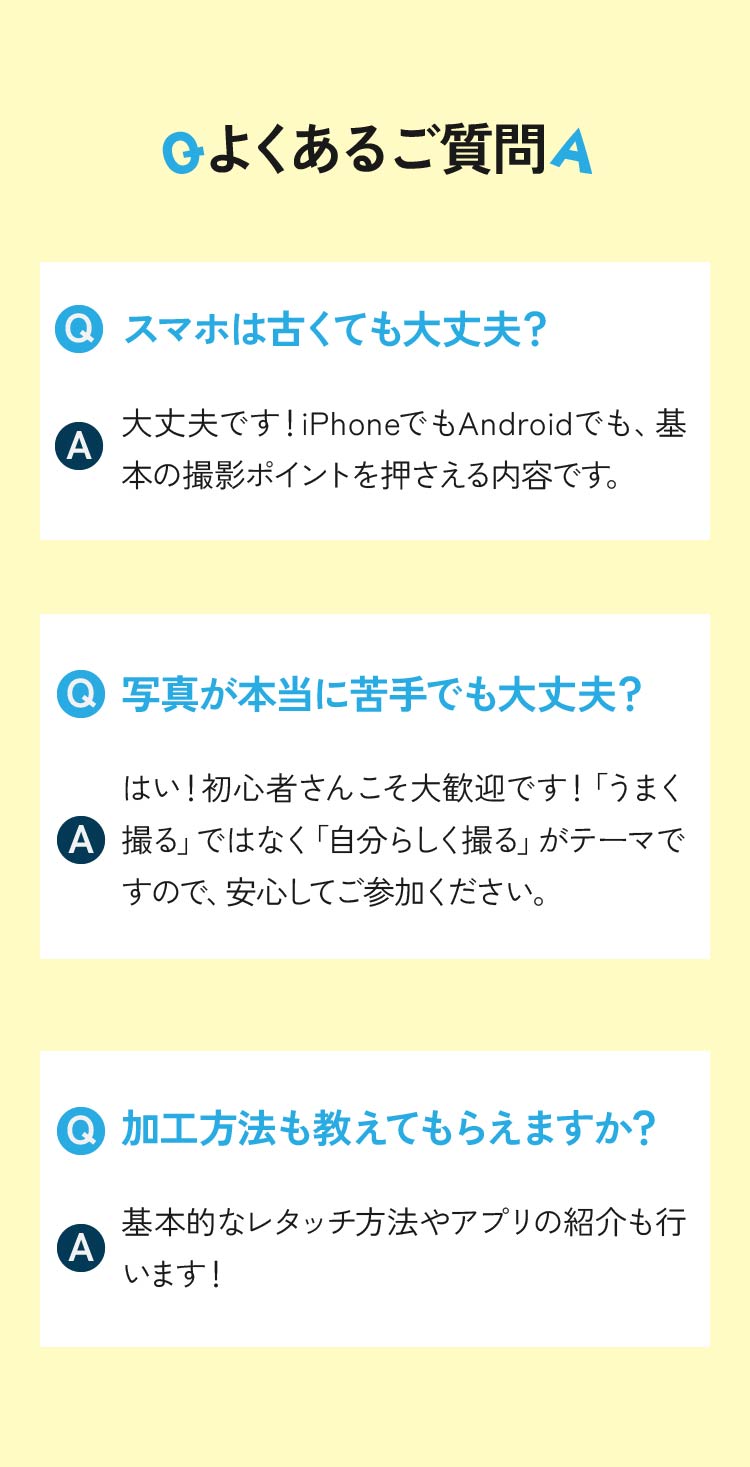 Qよくあるご質問A
Q スマホは古くても大丈夫？
A 大丈夫です！iPhoneでもAndroidでも、基
本の撮影ポイントを押さえる内容です。
Q 写真が本当に苦手でも大丈夫？
はい！初心者さんこそ大歓迎です！「うまく
A 撮る」ではなく「自分らしく撮る」がテーマで
すので、安心してご参加ください。
Q 加工方法も教えてもらえますか？
A 基本的なレタッチ方法やアプリの紹介も行
います！